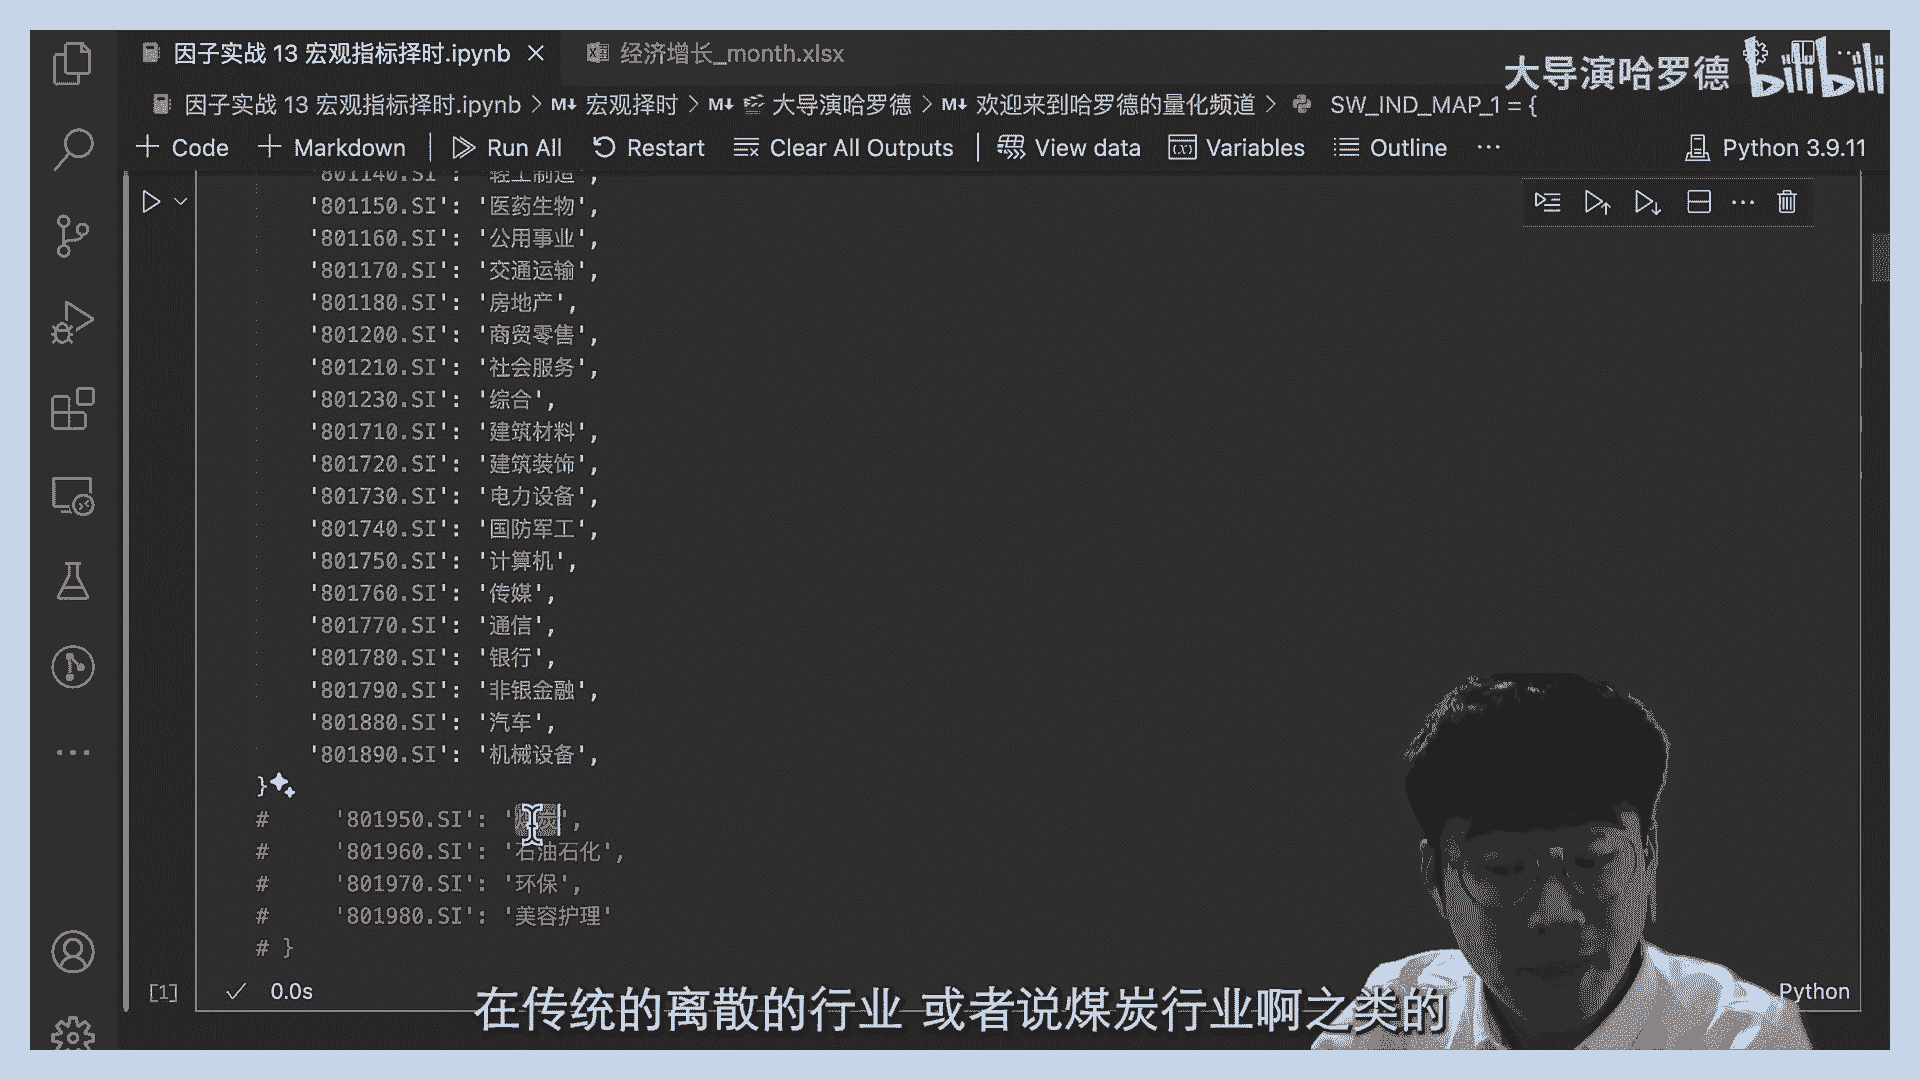 因子实战 13 宏观指标择时.ipynb
经济增长_month.xlsx
大导演哈罗德 bilibili
因子实战 13 宏观指标择时.ipynb > M↓ 宏观择时 > M↓ 大导演哈罗德 > M↓ 欢迎来到哈罗德的量化频道 > SW_IND_MAP_1 = {
+ Code + Markdown | Run All Restart Clear All Outputs | View data Variables Outline ··· Python 3.9.11
'801140.SI': '轻工制造',
'801150.SI': '医药生物',
'801160.SI': '公用事业',
'801170.SI': '交通运输',
'801180.SI': '房地产',
'801200.SI': '商贸零售',
'801210.SI': '社会服务',
'801230.SI': '综合',
'801710.SI': '建筑材料',
'801720.SI': '建筑装饰',
'801730.SI': '电力设备',
'801740.SI': '国防军工',
'801750.SI': '计算机',
'801760.SI': '传媒',
'801770.SI': '通信',
'801780.SI': '银行',
'801790.SI': '非银金融',
'801880.SI': '汽车',
'801890.SI': '机械设备',
}
# '801950.SI': '煤炭',
# '801960.SI': '石油石化',
# '801970.SI': '环保',
# '801980.SI': '美容护理'
# }
[1] ✓ 0.0s
Python
在传统的离散的行业 或者说煤炭行业啊之类的